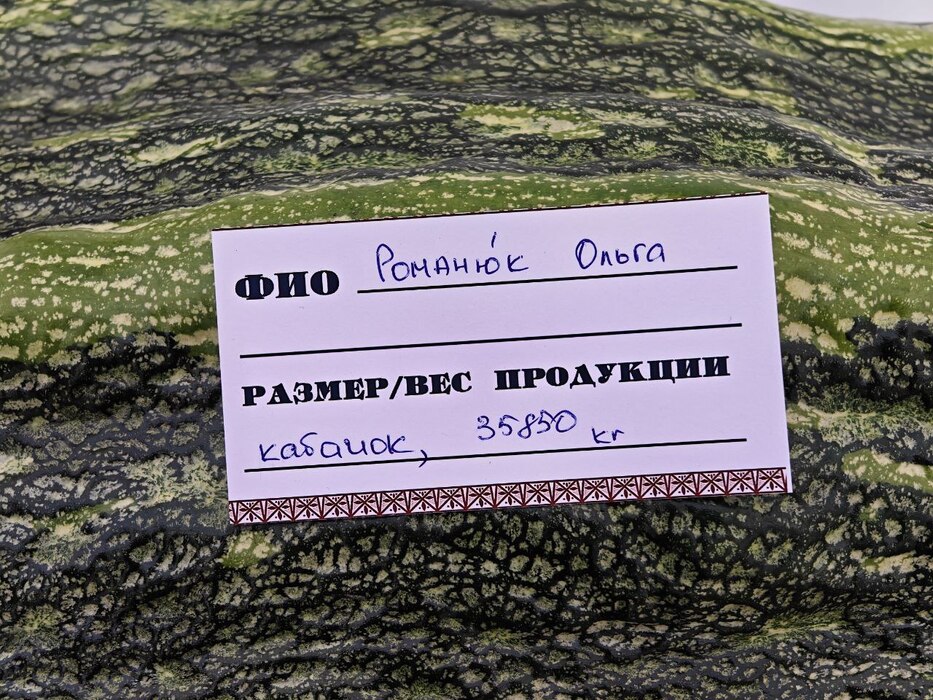 ФИО Романюк Ольга
РАЗМЕР/ВЕС ПРОДУКЦИИ
кабачок, 35850 кг